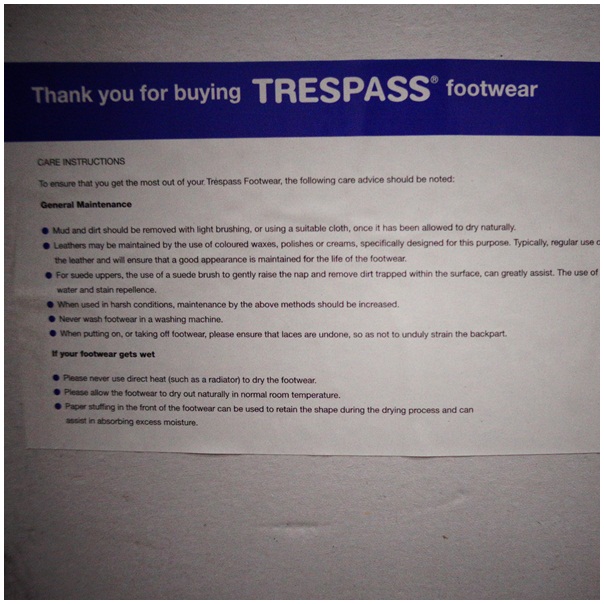 Thank you for buying TRESPASS® footwear
CARE INSTRUCTIONS
To ensure that you get the most out of your Trespass Footwear, the following care advice should be noted:
General Maintenance
● Mud and dirt should be removed with light brushing, or using a suitable cloth, once it has been allowed to dry naturally.
● Leathers may be maintained by the use of coloured waxes, polishes or creams, specifically designed for this purpose. Typically, regular use
the leather and will ensure that a good appearance is maintained for the life of the footwear.
● For suede uppers, the use of a suede brush to gently raise the nap and remove dirt trapped within the surface, can greatly assist. The use of
water and stain repellence.
● When used in harsh conditions, maintenance by the above methods should be increased.
● Never wash footwear in a washing machine.
● When putting on, or taking off footwear, please ensure that laces are undone, so as not to unduly strain the backpart.
If your footwear gets wet
● Please never use direct heat (such as a radiator) to dry the footwear.
● Please allow the footwear to dry out naturally in normal room temperature.
● Paper stuffing in the front of the footwear can be used to retain the shape during the drying process and can
assist in absorbing excess moisture.